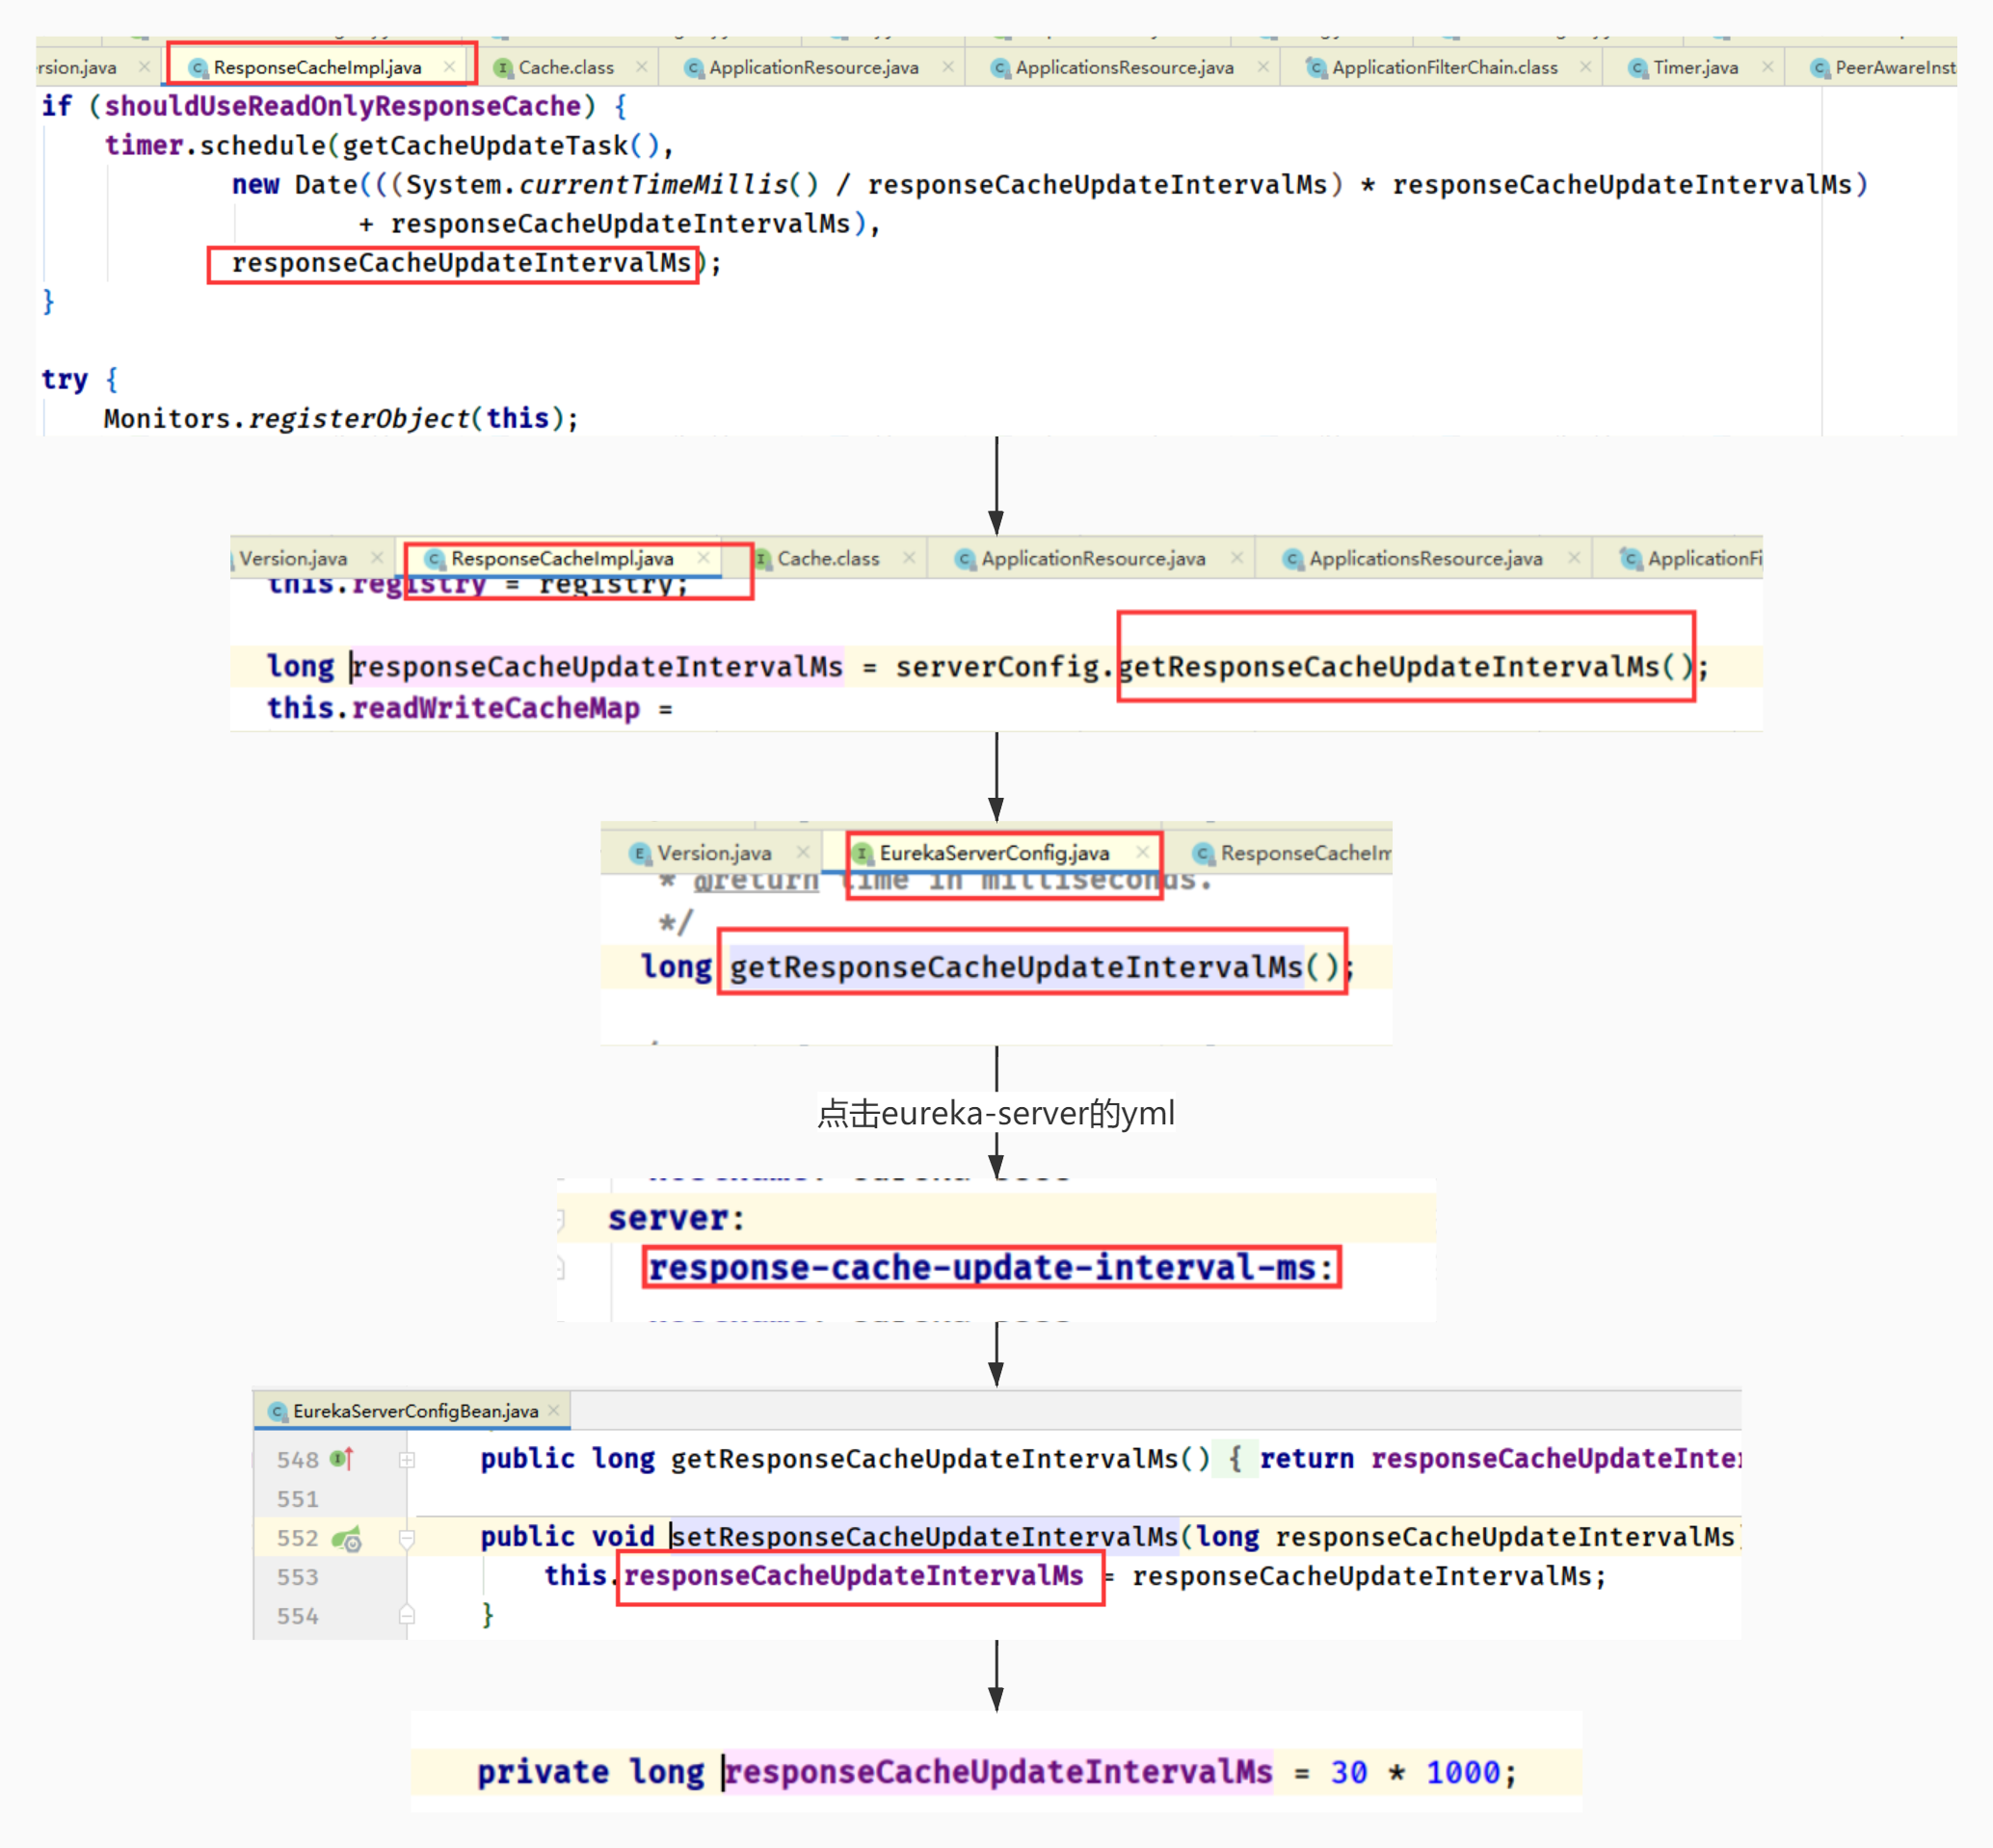 rsion.java ResponseCacheImpl.java Cache.class ApplicationResource.java ApplicationsResource.java ApplicationFilterChain.class Timer.java PeerAwareInst
if (shouldUseReadOnlyResponseCache) {
timer.schedule(getCacheUpdateTask(),
new Date(((System.currentTimeMillis() / responseCacheUpdateIntervalMs) * responseCacheUpdateIntervalMs)
+ responseCacheUpdateIntervalMs),
responseCacheUpdateIntervalMs);
}
try {
Monitors.registerObject(this);
Version.java ResponseCacheImpl.java Cache.class ApplicationResource.java ApplicationsResource.java ApplicationFi
this.registry = registry;
long responseCacheUpdateIntervalMs = serverConfig.getResponseCacheUpdateIntervalMs();
this.readWriteCacheMap =
Version.java EurekaServerConfig.java ResponseCacheIm
* @return time in milliseconds.
*/
long getResponseCacheUpdateIntervalMs();
点击eureka-server的yml
server:
response-cache-update-interval-ms:
EurekaServerConfigBean.java
548 public long getResponseCacheUpdateIntervalMs() { return responseCacheUpdateInter
551
552 public void setResponseCacheUpdateIntervalMs(long responseCacheUpdateIntervalMs)
553 this.responseCacheUpdateIntervalMs = responseCacheUpdateIntervalMs;
554 }
private long responseCacheUpdateIntervalMs = 30 * 1000;